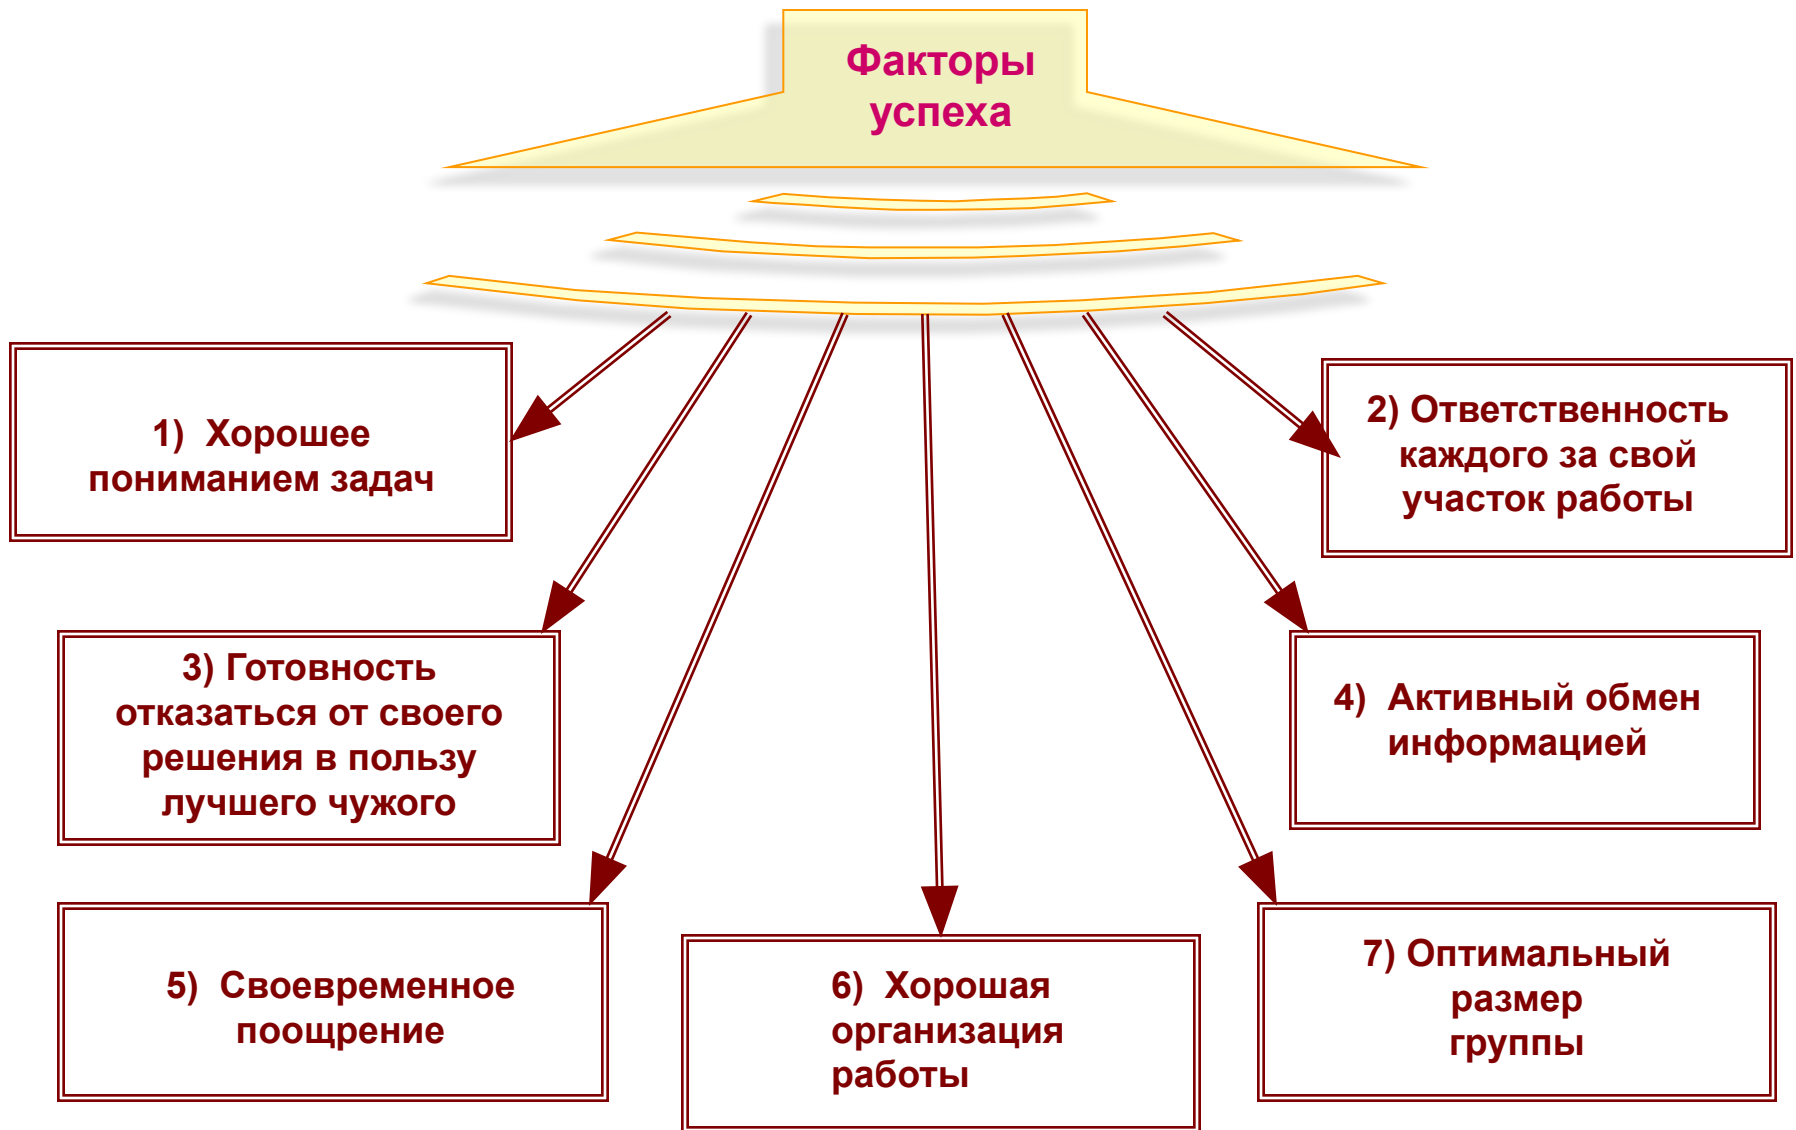 Факторы
успеха
1) Хорошее
пониманием задач
2) Ответственность
каждого за свой
участок работы
3) Готовность
отказаться от своего
решения в пользу
лучшего чужого
4) Активный обмен
информацией
5) Своевременное
поощрение
6) Хорошая
организация
работы
7) Оптимальный
размер
группы